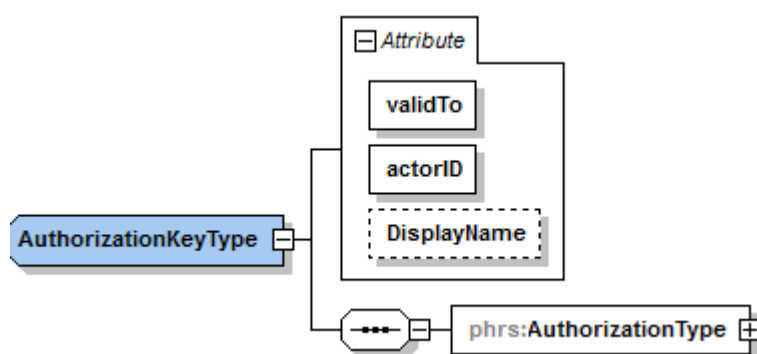 Attribute
validTo
actorID
DisplayName
AuthorizationKeyType
phrs:AuthorizationType